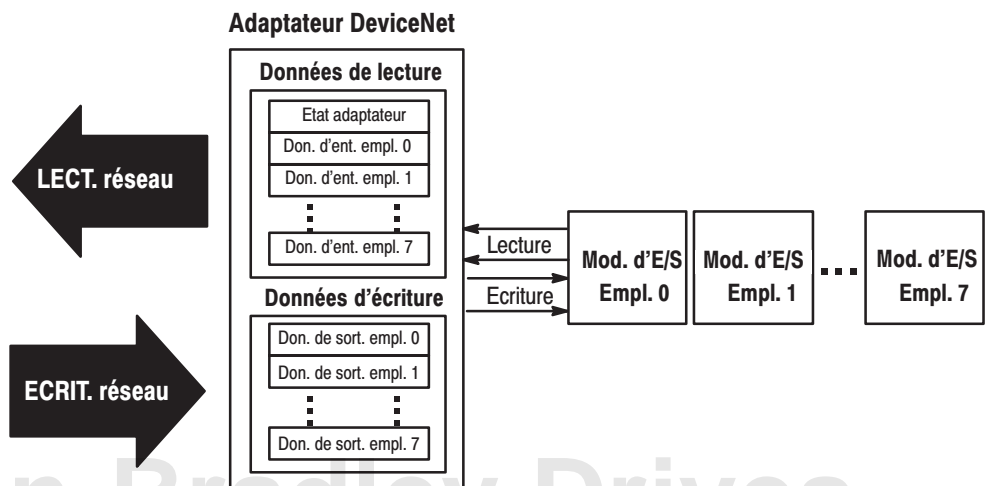 Adaptateur DeviceNet
Données de lecture
Etat adaptateur
Don. d'ent. empl. 0
Don. d'ent. empl. 1
Don. d'ent. empl. 7
LECT. réseau
Lecture
Ecriture
Mod. d'E/S
Empl. 0
Mod. d'E/S
Empl. 1
Mod. d'E/S
Empl. 7
Données d'écriture
Don. de sort. empl. 0
Don. de sort. empl. 1
Don. de sort. empl. 7
ECRIT. réseau
n-Bradley Drives